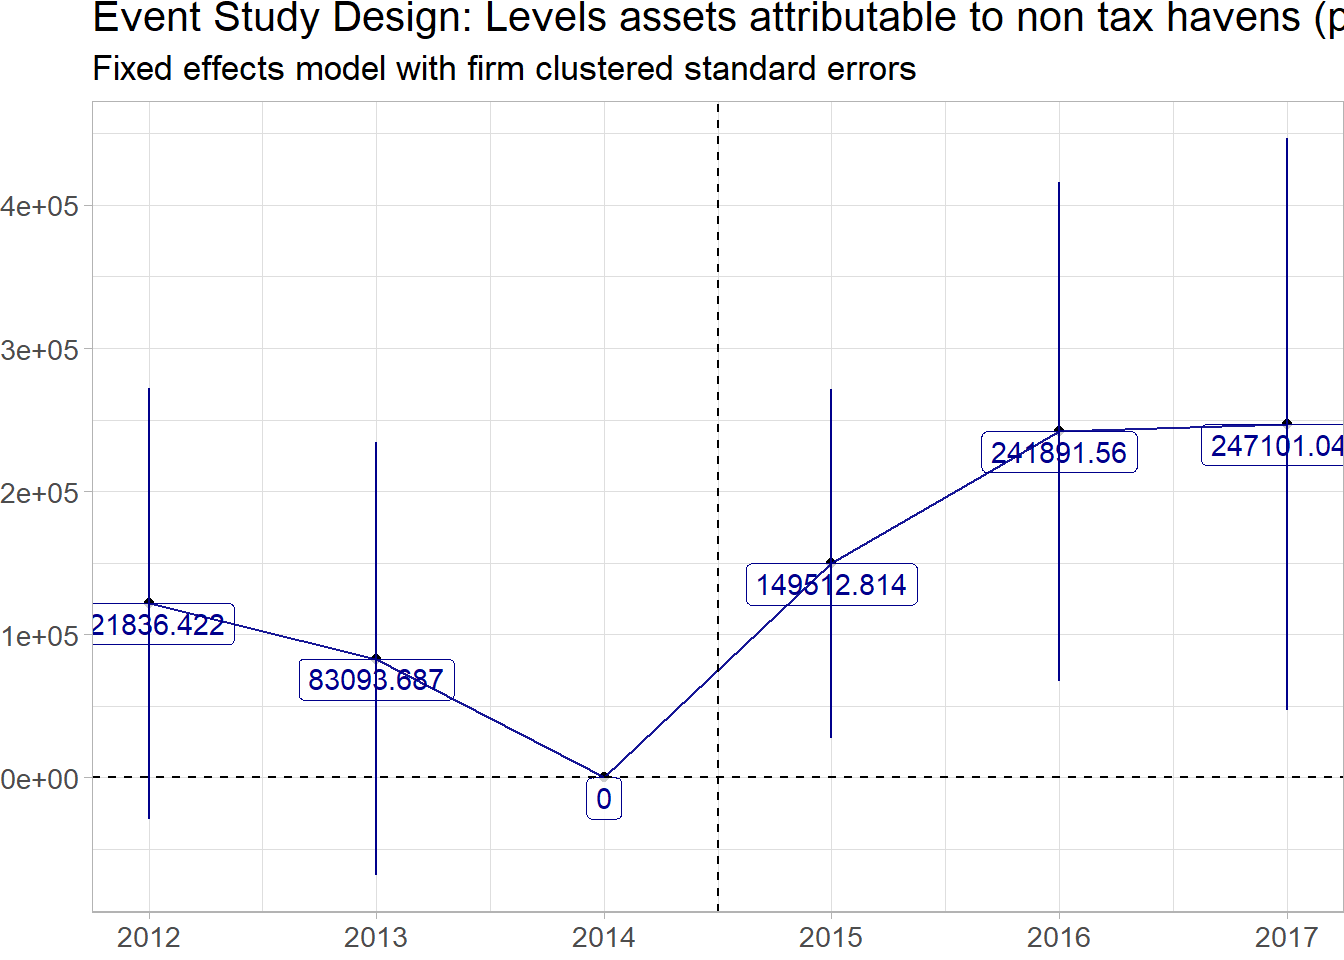 Event Study Design: Levels assets attributable to non tax havens (p
Fixed effects model with firm clustered standard errors
4e+05
3e+05
2e+05
1e+05
0e+00
21836.422
83093.687
0
149512.814
241891.56
247101.04
2012 2013 2014 2015 2016 2017